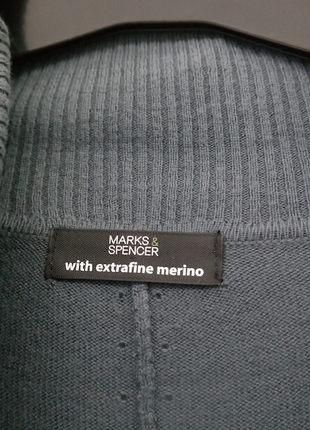 MARKS &
SPENCER
with extrafine merino